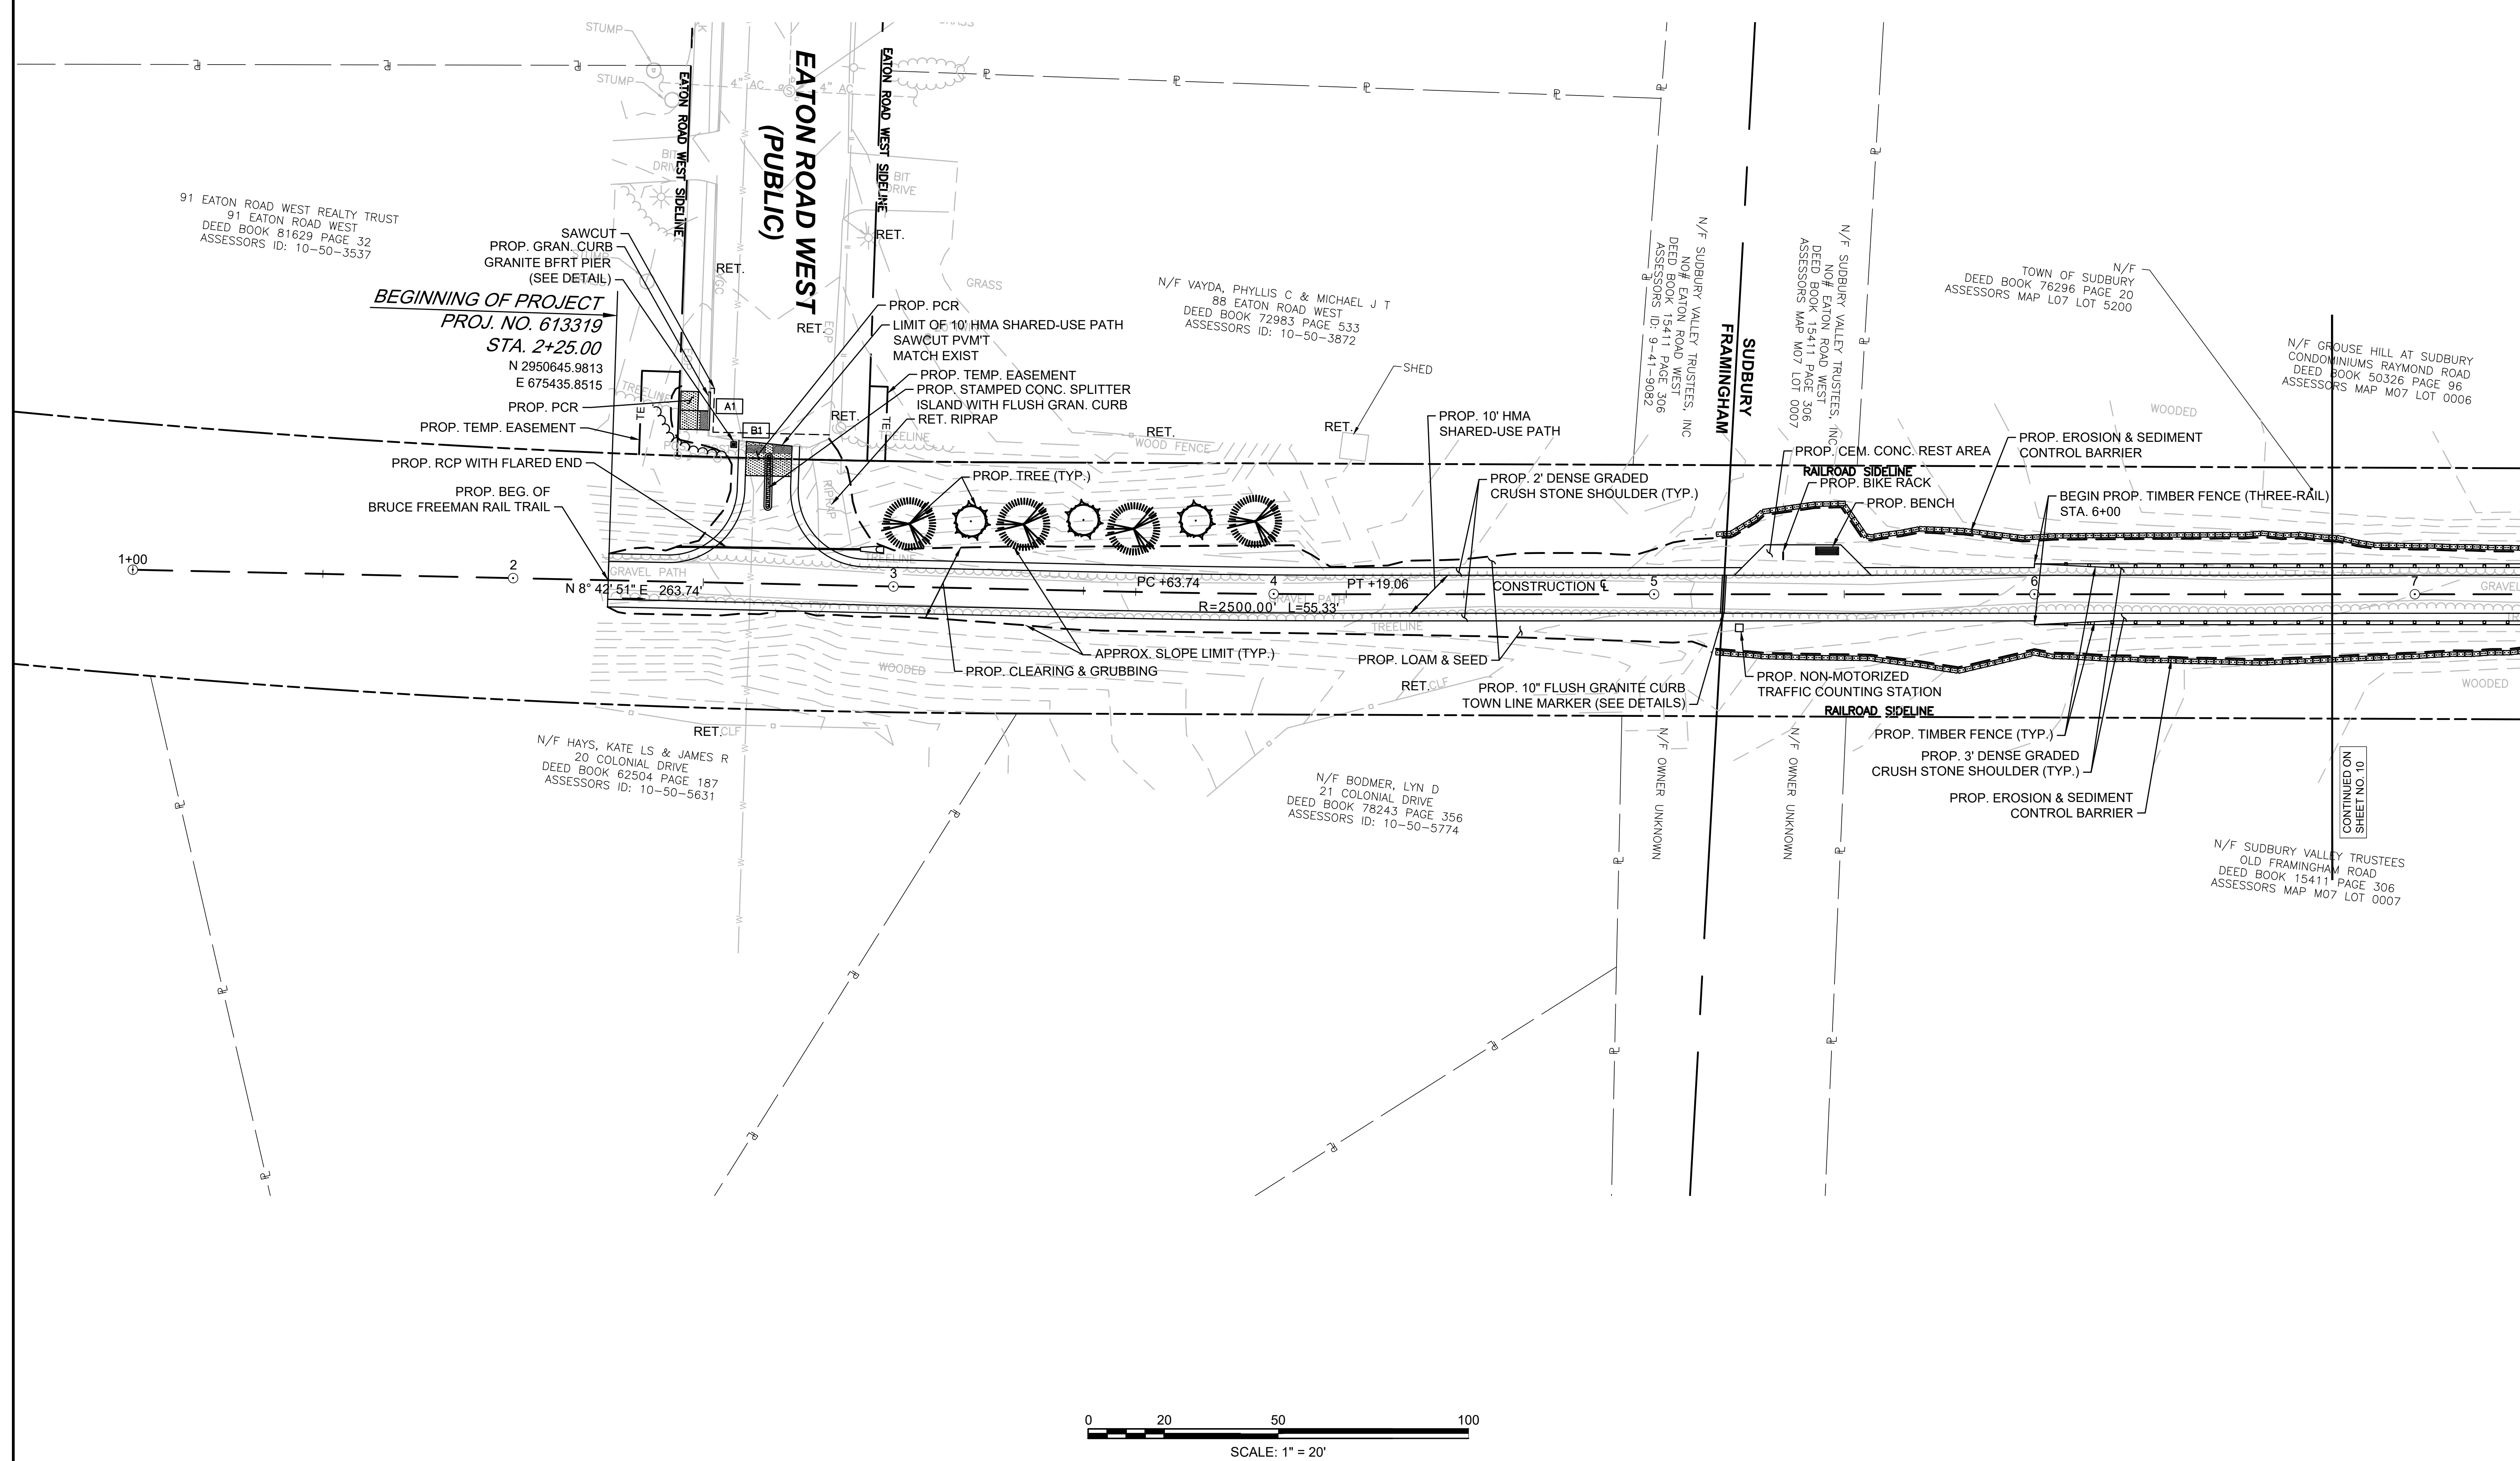 STUMP
STUMP
4" AC
4" AC
GRASS
EATON ROAD WEST SIDELINE
EATON ROAD WEST
(PUBLIC)
EATON ROAD WEST SIDELINE
BIT
DRIVE
BIT
DRIVE
91 EATON ROAD WEST REALTY TRUST
91 EATON ROAD WEST
DEED BOOK 81629 PAGE 32
ASSESSORS ID: 10-50-3537
SAWCUT
PROP. GRAN. CURB
GRANITE BFRT PIER
(SEE DETAIL)
STUMP
RET.
RET.
RET.
VGC
EOP
GRASS
BEGINNING OF PROJECT
PROJ. NO. 613319
STA. 2+25.00
N 2950645.9813
E 675435.8515
PROP. PCR
LIMIT OF 10' HMA SHARED-USE PATH
SAWCUT PVM'T
MATCH EXIST
PROP. TEMP. EASEMENT
PROP. STAMPED CONC. SPLITTER
ISLAND WITH FLUSH GRAN. CURB
RET. RIPRAP
TREELINE
PROP. PCR
PROP. TEMP. EASEMENT
TE
TE
A1
B1
RET.
TREELINE
WOOD FENCE
RET.
RIPRAP
PROP. RCP WITH FLARED END
PROP. BEG. OF
BRUCE FREEMAN RAIL TRAIL
PROP. TREE (TYP.)
N/F VAYDA, PHYLLIS C & MICHAEL J T
88 EATON ROAD WEST
DEED BOOK 72983 PAGE 533
ASSESSORS ID: 10-50-3872
SHED
RET.
PROP. 10' HMA
SHARED-USE PATH
PROP. 2' DENSE GRADED
CRUSH STONE SHOULDER (TYP.)
N/F SUDBURY VALLEY TRUSTEES, INC
NO# EATON ROAD WEST
DEED BOOK 15411 PAGE 306
ASSESSORS ID: 9-41-9082
SUDBURY
FRAMINGHAM
N/F SUDBURY VALLEY TRUSTEES, INC
NO# EATON ROAD WEST
DEED BOOK 15411 PAGE 306
ASSESSORS MAP M07 LOT 0007
N/F
TOWN OF SUDBURY
DEED BOOK 76296 PAGE 20
ASSESSORS MAP L07 LOT 5200
N/F GROUSE HILL AT SUDBURY
CONDOMINIUMS RAYMOND ROAD
DEED BOOK 50326 PAGE 96
ASSESSORS MAP M07 LOT 0006
WOODED
PROP. CEM. CONC. REST AREA
RAILROAD SIDELINE
PROP. BIKE RACK
PROP. BENCH
PROP. EROSION & SEDIMENT
CONTROL BARRIER
BEGIN PROP. TIMBER FENCE (THREE-RAIL)
STA. 6+00
1+00
2
3
4
5
6
7
TREELINE
GRAVEL PATH
N 8° 42' 51" E 263.74'
PC +63.74
PT +19.06
R=2500.00' L=55.33'
GRAVEL PATH
CONSTRUCTION ℄
GRAVEL
TREELINE
WOODED
APPROX. SLOPE LIMIT (TYP.)
PROP. CLEARING & GRUBBING
PROP. LOAM & SEED
RET.
CLF
PROP. 10" FLUSH GRANITE CURB
TOWN LINE MARKER (SEE DETAILS)
PROP. NON-MOTORIZED
TRAFFIC COUNTING STATION
RAILROAD SIDELINE
PROP. TIMBER FENCE (TYP.)
PROP. 3' DENSE GRADED
CRUSH STONE SHOULDER (TYP.)
PROP. EROSION & SEDIMENT
CONTROL BARRIER
WOODED
RET.
CLF
N/F HAYS, KATE LS & JAMES R
20 COLONIAL DRIVE
DEED BOOK 62504 PAGE 187
ASSESSORS ID: 10-50-5631
N/F BODMER, LYN D
21 COLONIAL DRIVE
DEED BOOK 78243 PAGE 356
ASSESSORS ID: 10-50-5774
N/F OWNER UNKNOWN
N/F OWNER UNKNOWN
CONTINUED ON
SHEET NO. 10
N/F SUDBURY VALLEY TRUSTEES
OLD FRAMINGHAM ROAD
DEED BOOK 15411 PAGE 306
ASSESSORS MAP M07 LOT 0007
0 20 50 100
SCALE: 1" = 20'